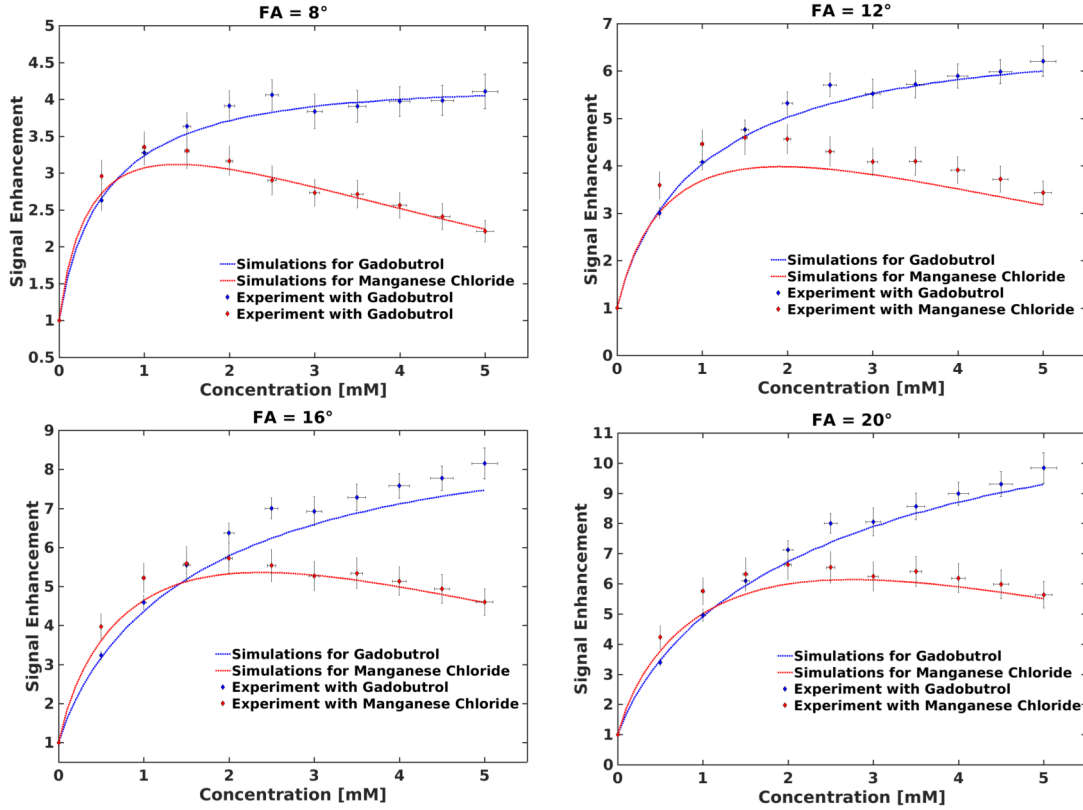 FA = 8°
5
4.5
4
3.5
3
2.5
2
1.5
1
0.5
Signal Enhancement
Simulations for Gadobutrol
Simulations for Manganese Chloride
Experiment with Gadobutrol
Experiment with Gadobutrol
0 1 2 3 4 5
Concentration [mM]
FA = 12°
7
6
5
4
3
2
1
0
Signal Enhancement
Simulations for Gadobutrol
Simulations for Manganese Chloride
Experiment with Gadobutrol
Experiment with Manganese Chloride
0 1 2 3 4 5
Concentration [mM]
FA = 16°
9
8
7
6
5
4
3
2
1
Signal Enhancement
Simulations for Gadobutrol
Simulations for Manganese Chloride
Experiment with Gadobutrol
Experiment with Manganese Chloride
0 1 2 3 4 5
Concentration [mM]
FA = 20°
11
10
9
8
7
6
5
4
3
2
1
0
Signal Enhancement
Simulations for Gadobutrol
Simulations for Manganese Chloride
Experiment with Gadobutrol
Experiment with Manganese Chloride
0 1 2 3 4 5
Concentration [mM]